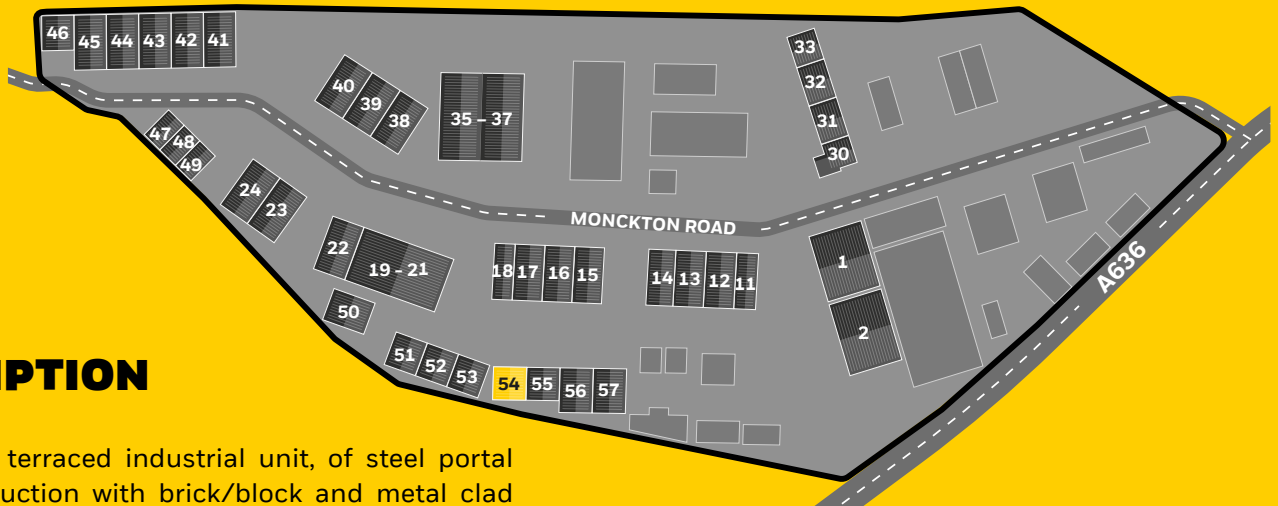 46
45 44 43 42 41
40 39 38
35 – 37
33
32
31
30
47
48
49
24
23
MONCKTON ROAD
22
19 - 21
18 17 16 15
14 13 12 11
1
2
A636
50
51
52
53
54 55 56 57
IPTION
terraced industrial unit, of steel portal
uction with brick/block and metal clad